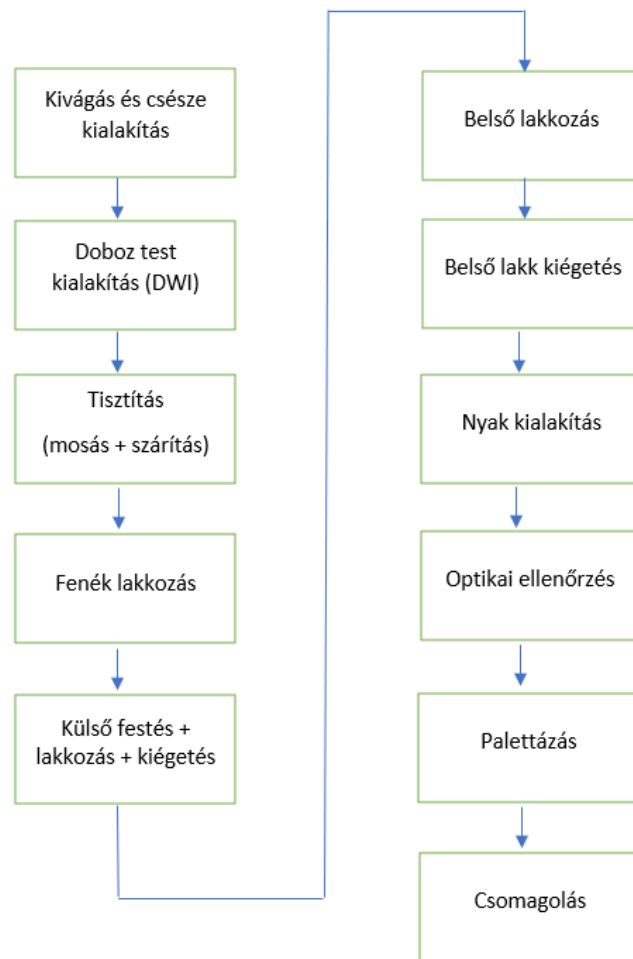 Kivágás és csésze
kialakítás
Doboz test
kialakítás (DWI)
Tisztítás
(mosás + szárítás)
Fenék lakkozás
Külső festés +
lakkozás + kiégetés
Belső lakkozás
Belső lakk kiégetés
Nyak kialakítás
Optikai ellenőrzés
Palettázás
Csomagolás